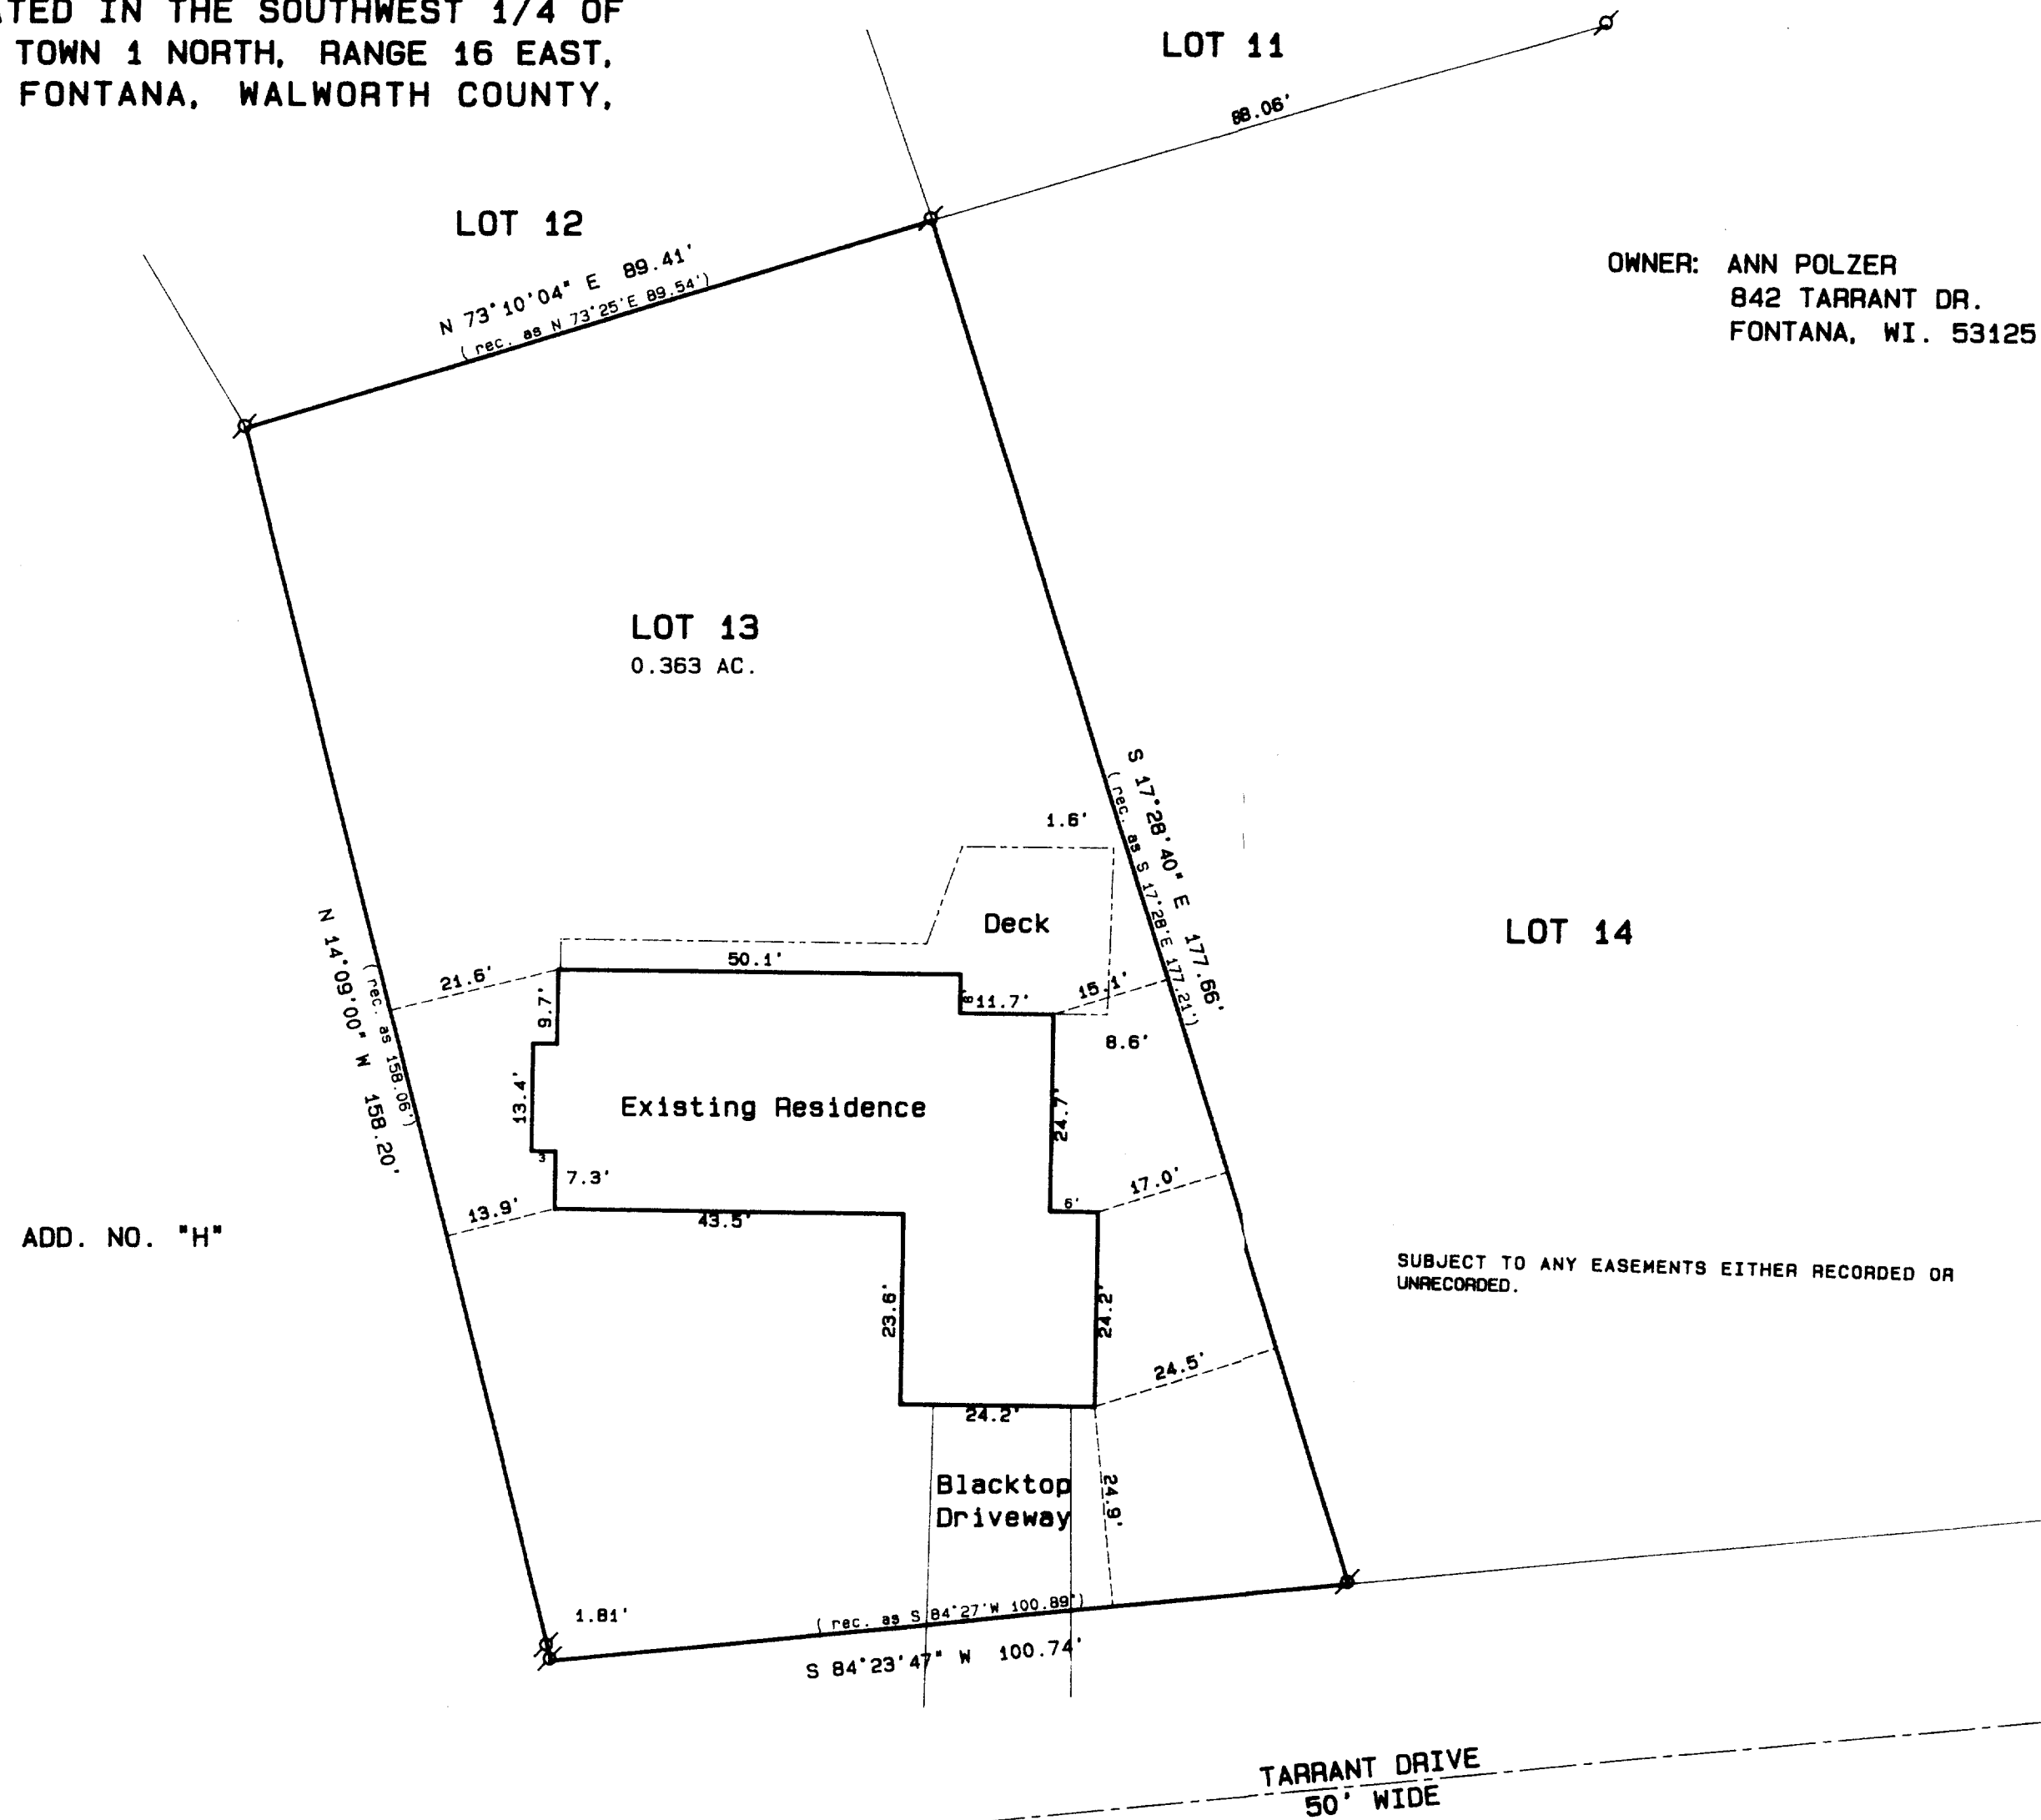 ATED IN THE SOUTHWEST 1/4 OF
TOWN 1 NORTH, RANGE 16 EAST,
FONTANA, WALWORTH COUNTY,
LOT 11
88.06'
LOT 12
N 73°10'04" E 89.41'
( rec. as N 73°25'E 89.54')
OWNER: ANN POLZER
842 TARRANT DR.
FONTANA, WI. 53125
LOT 13
0.363 AC.
S 17°28'40" E 177.66'
( rec. as S 17°28'E 177.21')
1.6'
Deck
LOT 14
N 14°09'00" W 158.20'
( rec. as 158.06')
21.6'
50.1'
9.7'
11.7'
15.1'
8.6'
13.4'
Existing Residence
24.7'
3'
7.3'
13.9'
43.5'
6'
17.0'
ADD. NO. "H"
SUBJECT TO ANY EASEMENTS EITHER RECORDED OR
UNRECORDED.
23.6'
24.2'
24.5'
24.2'
Blacktop
Driveway
24.9'
1.81'
( rec. as S 84°27'W 100.89')
S 84°23'47" W 100.74'
TARRANT DRIVE
50' WIDE